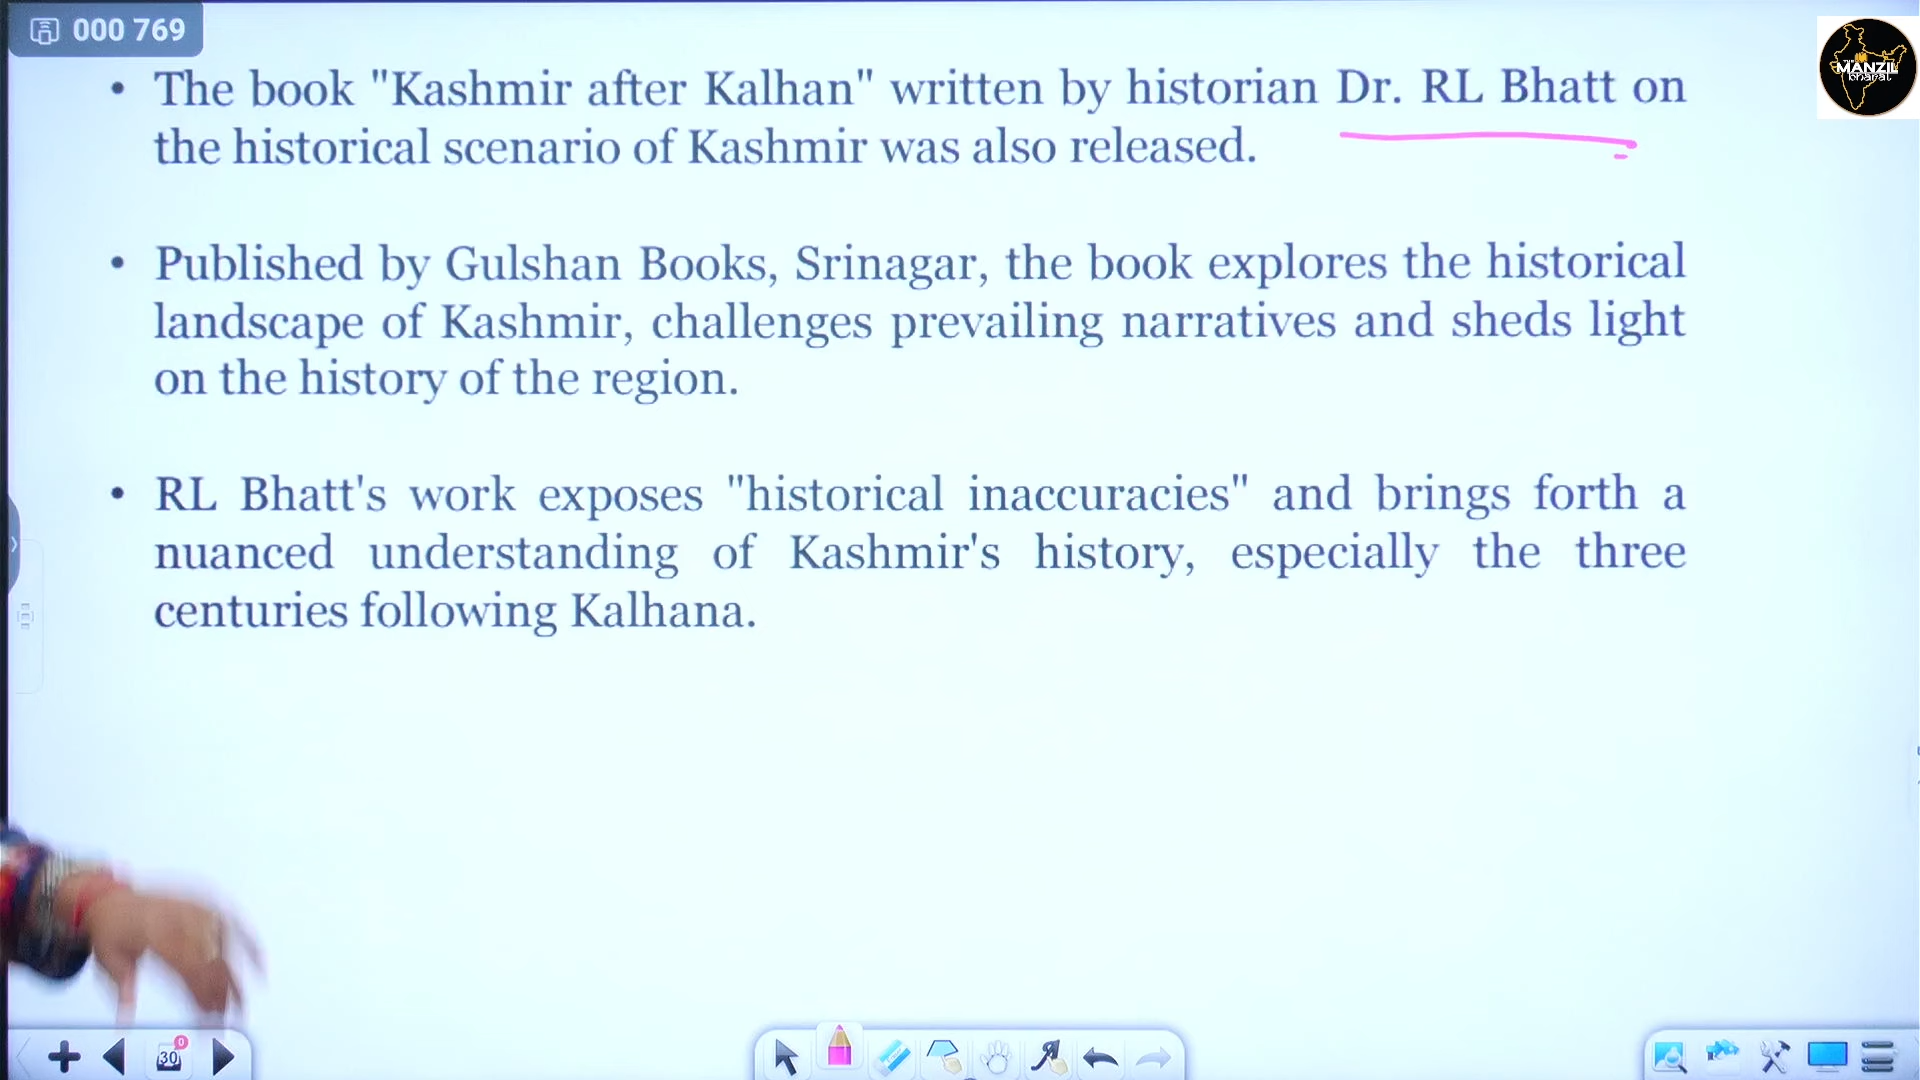 000 769
MANZIL
bharat
• The book "Kashmir after Kalhan" written by historian Dr. RL Bhatt on
the historical scenario of Kashmir was also released.
• Published by Gulshan Books, Srinagar, the book explores the historical
landscape of Kashmir, challenges prevailing narratives and sheds light
on the history of the region.
• RL Bhatt's work exposes "historical inaccuracies" and brings forth a
nuanced understanding of Kashmir's history, especially the three
centuries following Kalhana.
30
0